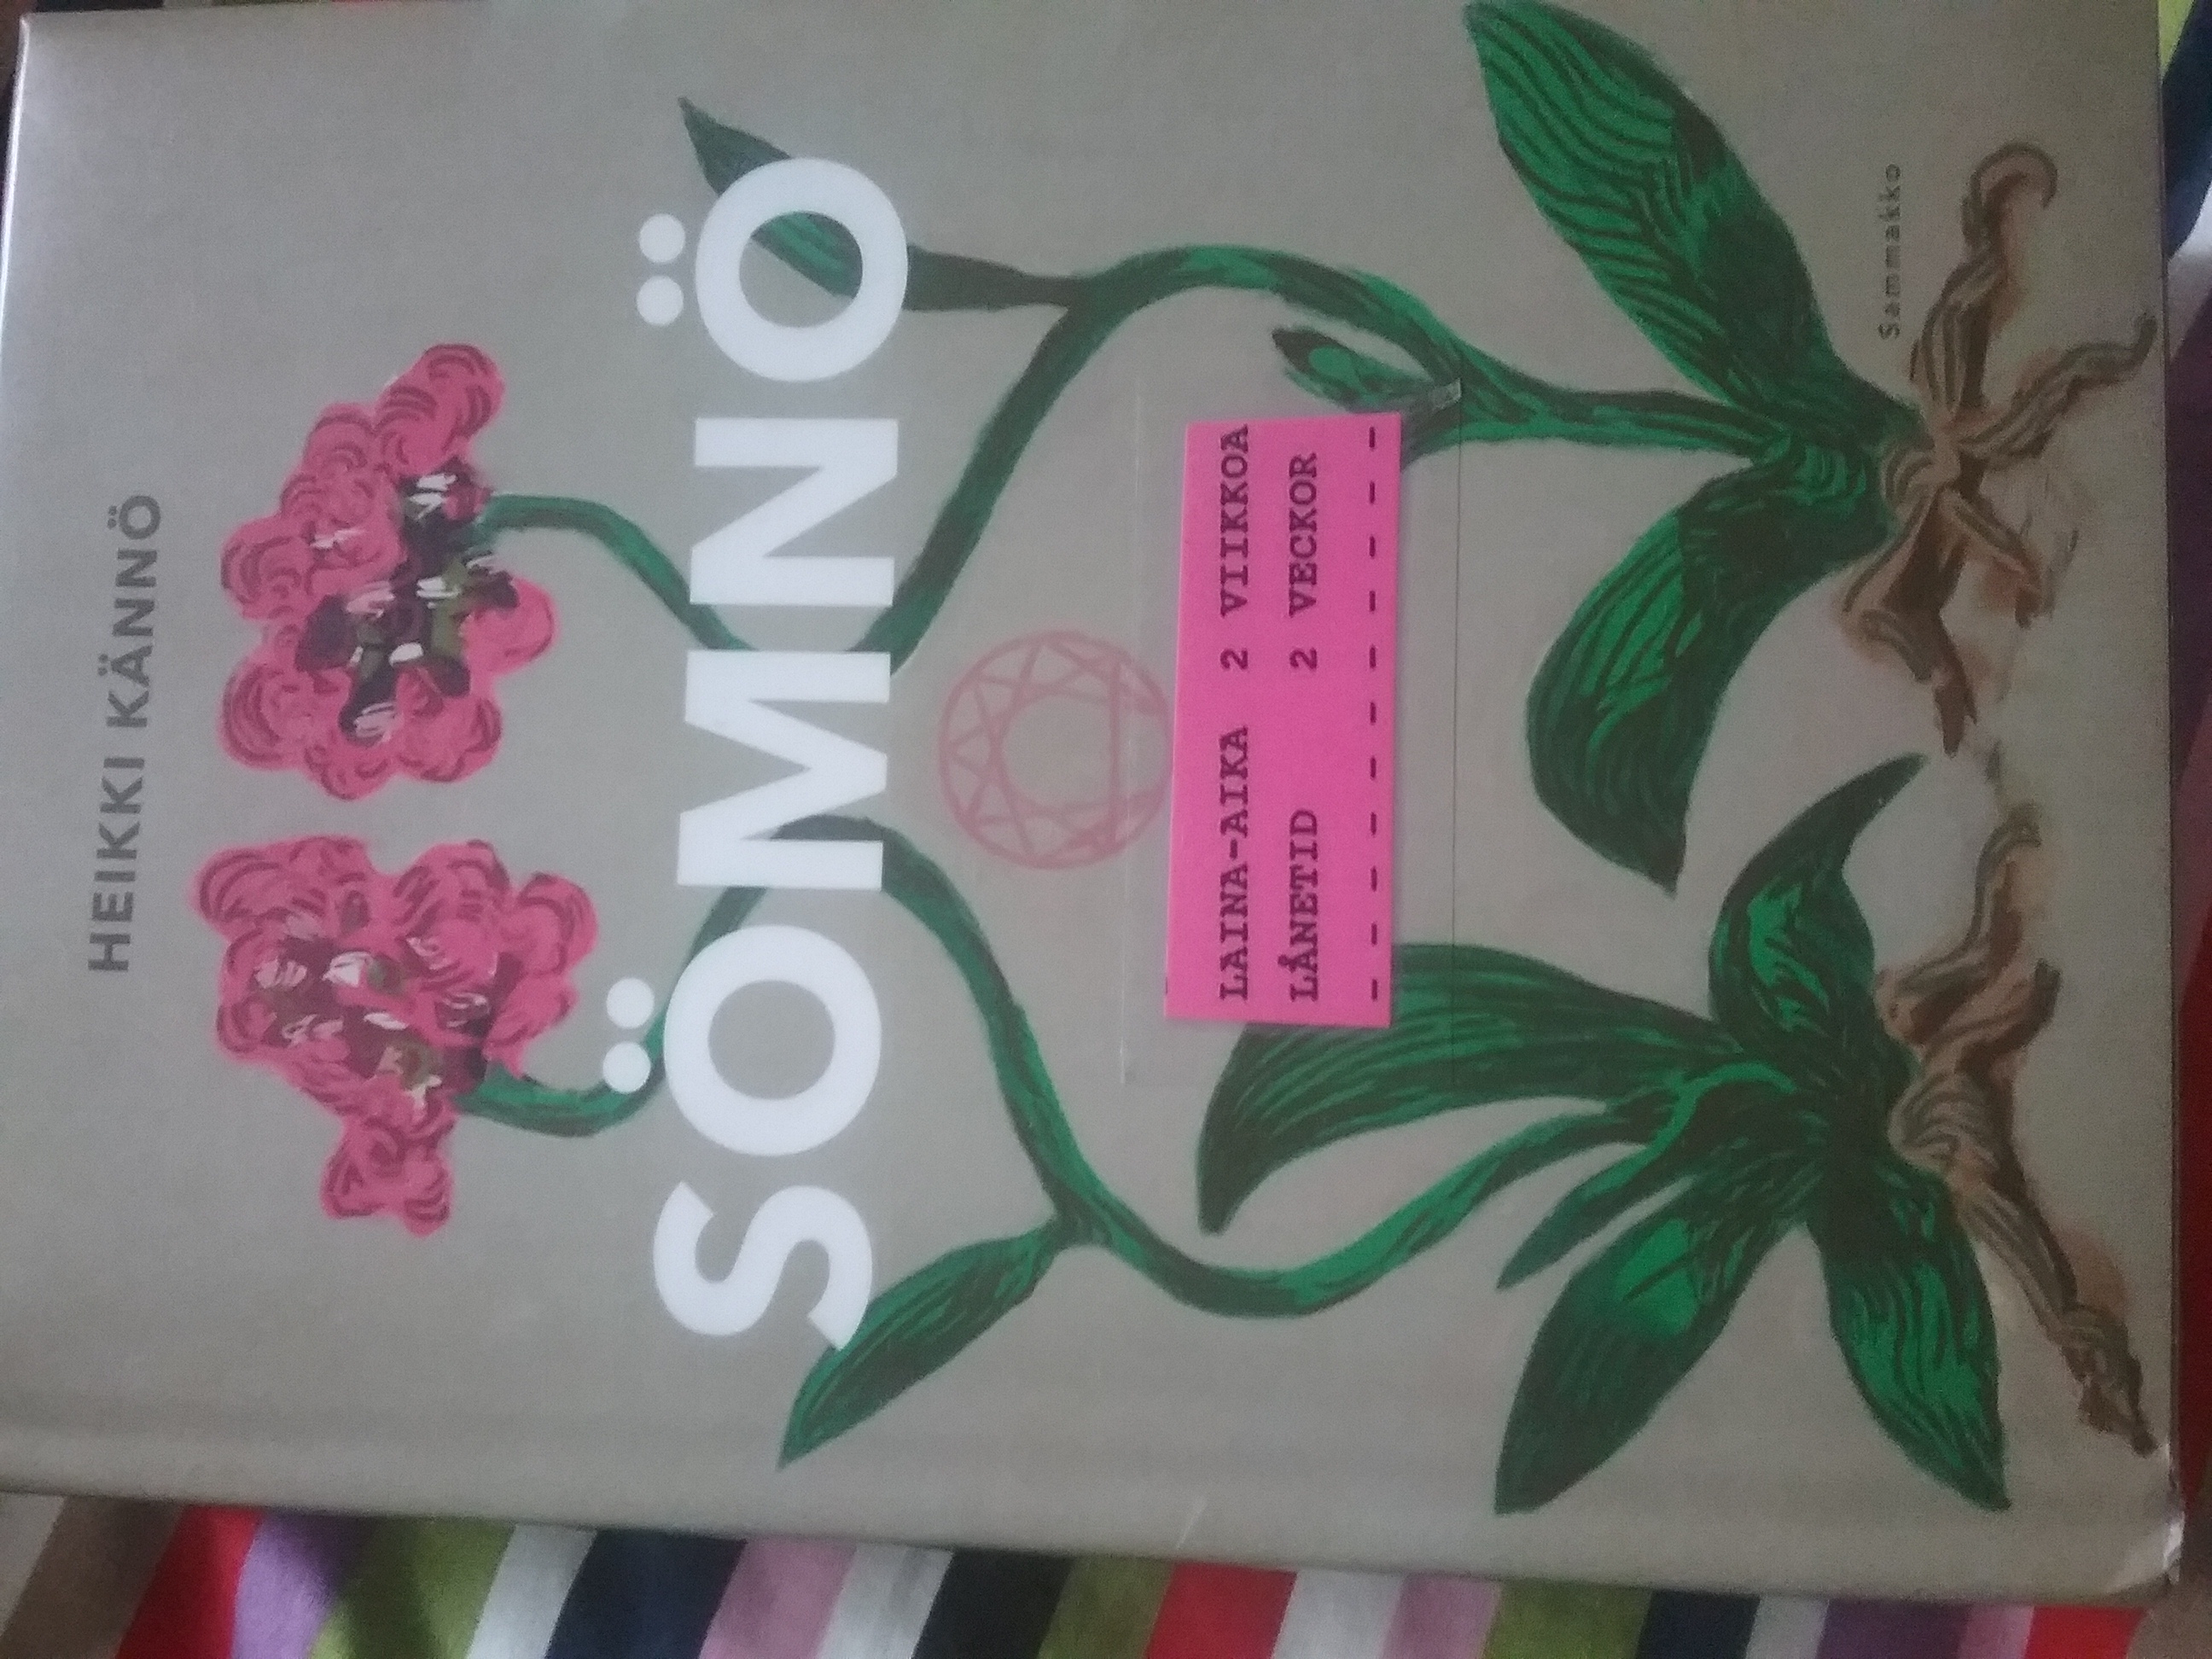 HEIKKI KÄNNÖ
SÖMNÖ
LAINA-AIKA 2 VIIKKOA
LÅNETID 2 VECKOR
- - - - - - - - - - -
Sammakko